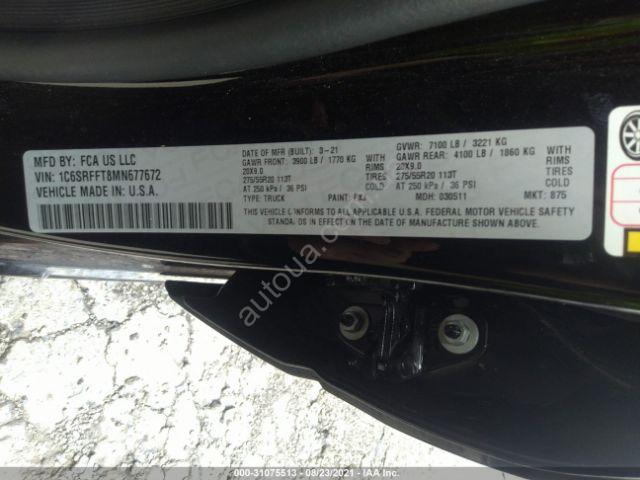 MFD BY: FCA US LLC
VIN: 1C6SRFFT8MN677672
VEHICLE MADE IN U.S.A.
DATE OF MFR (BUILT): 3-21
GAWR FRONT: 3900 LB / 1770 KG WITH
20X9.0 RIMS
275/55R20 113T TIRES
AT 250 kPa / 36 PSI COLD
TYPE: TRUCK PAINT:
GVWR: 7100 LB / 3221 KG
GAWR REAR: 4100 LB / 1860 KG WITH
20X9.0 RIMS
275/55R20 113T TIRES
AT 250 kPa / 36 PSI COLD
MDH: 030511 MKT: 875
THIS VEHICLE CONFORMS TO ALL APPLICABLE U.S.A. FEDERAL MOTOR VEHICLE SAFETY
STANDARDS IN EFFECT ON THE DATE OF MANUFACTURE SHOWN ABOVE.
autoua.com
000-31075513 - 08/23/2021 - © IAA Inc.